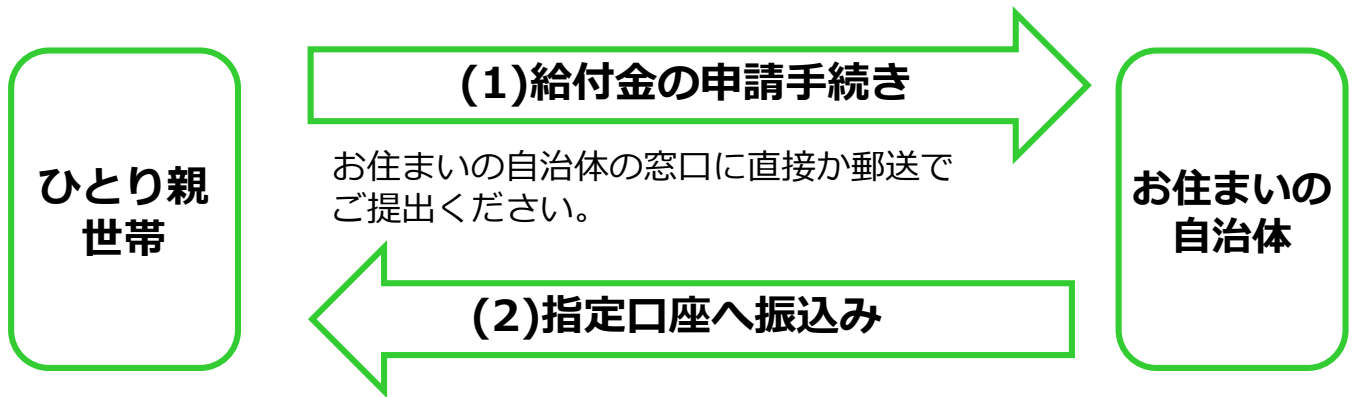 ひとり親
世帯
(1)給付金の申請手続き
お住まいの自治体の窓口に直接か郵送で
ご提出ください。
(2)指定口座へ振込み
お住まいの
自治体